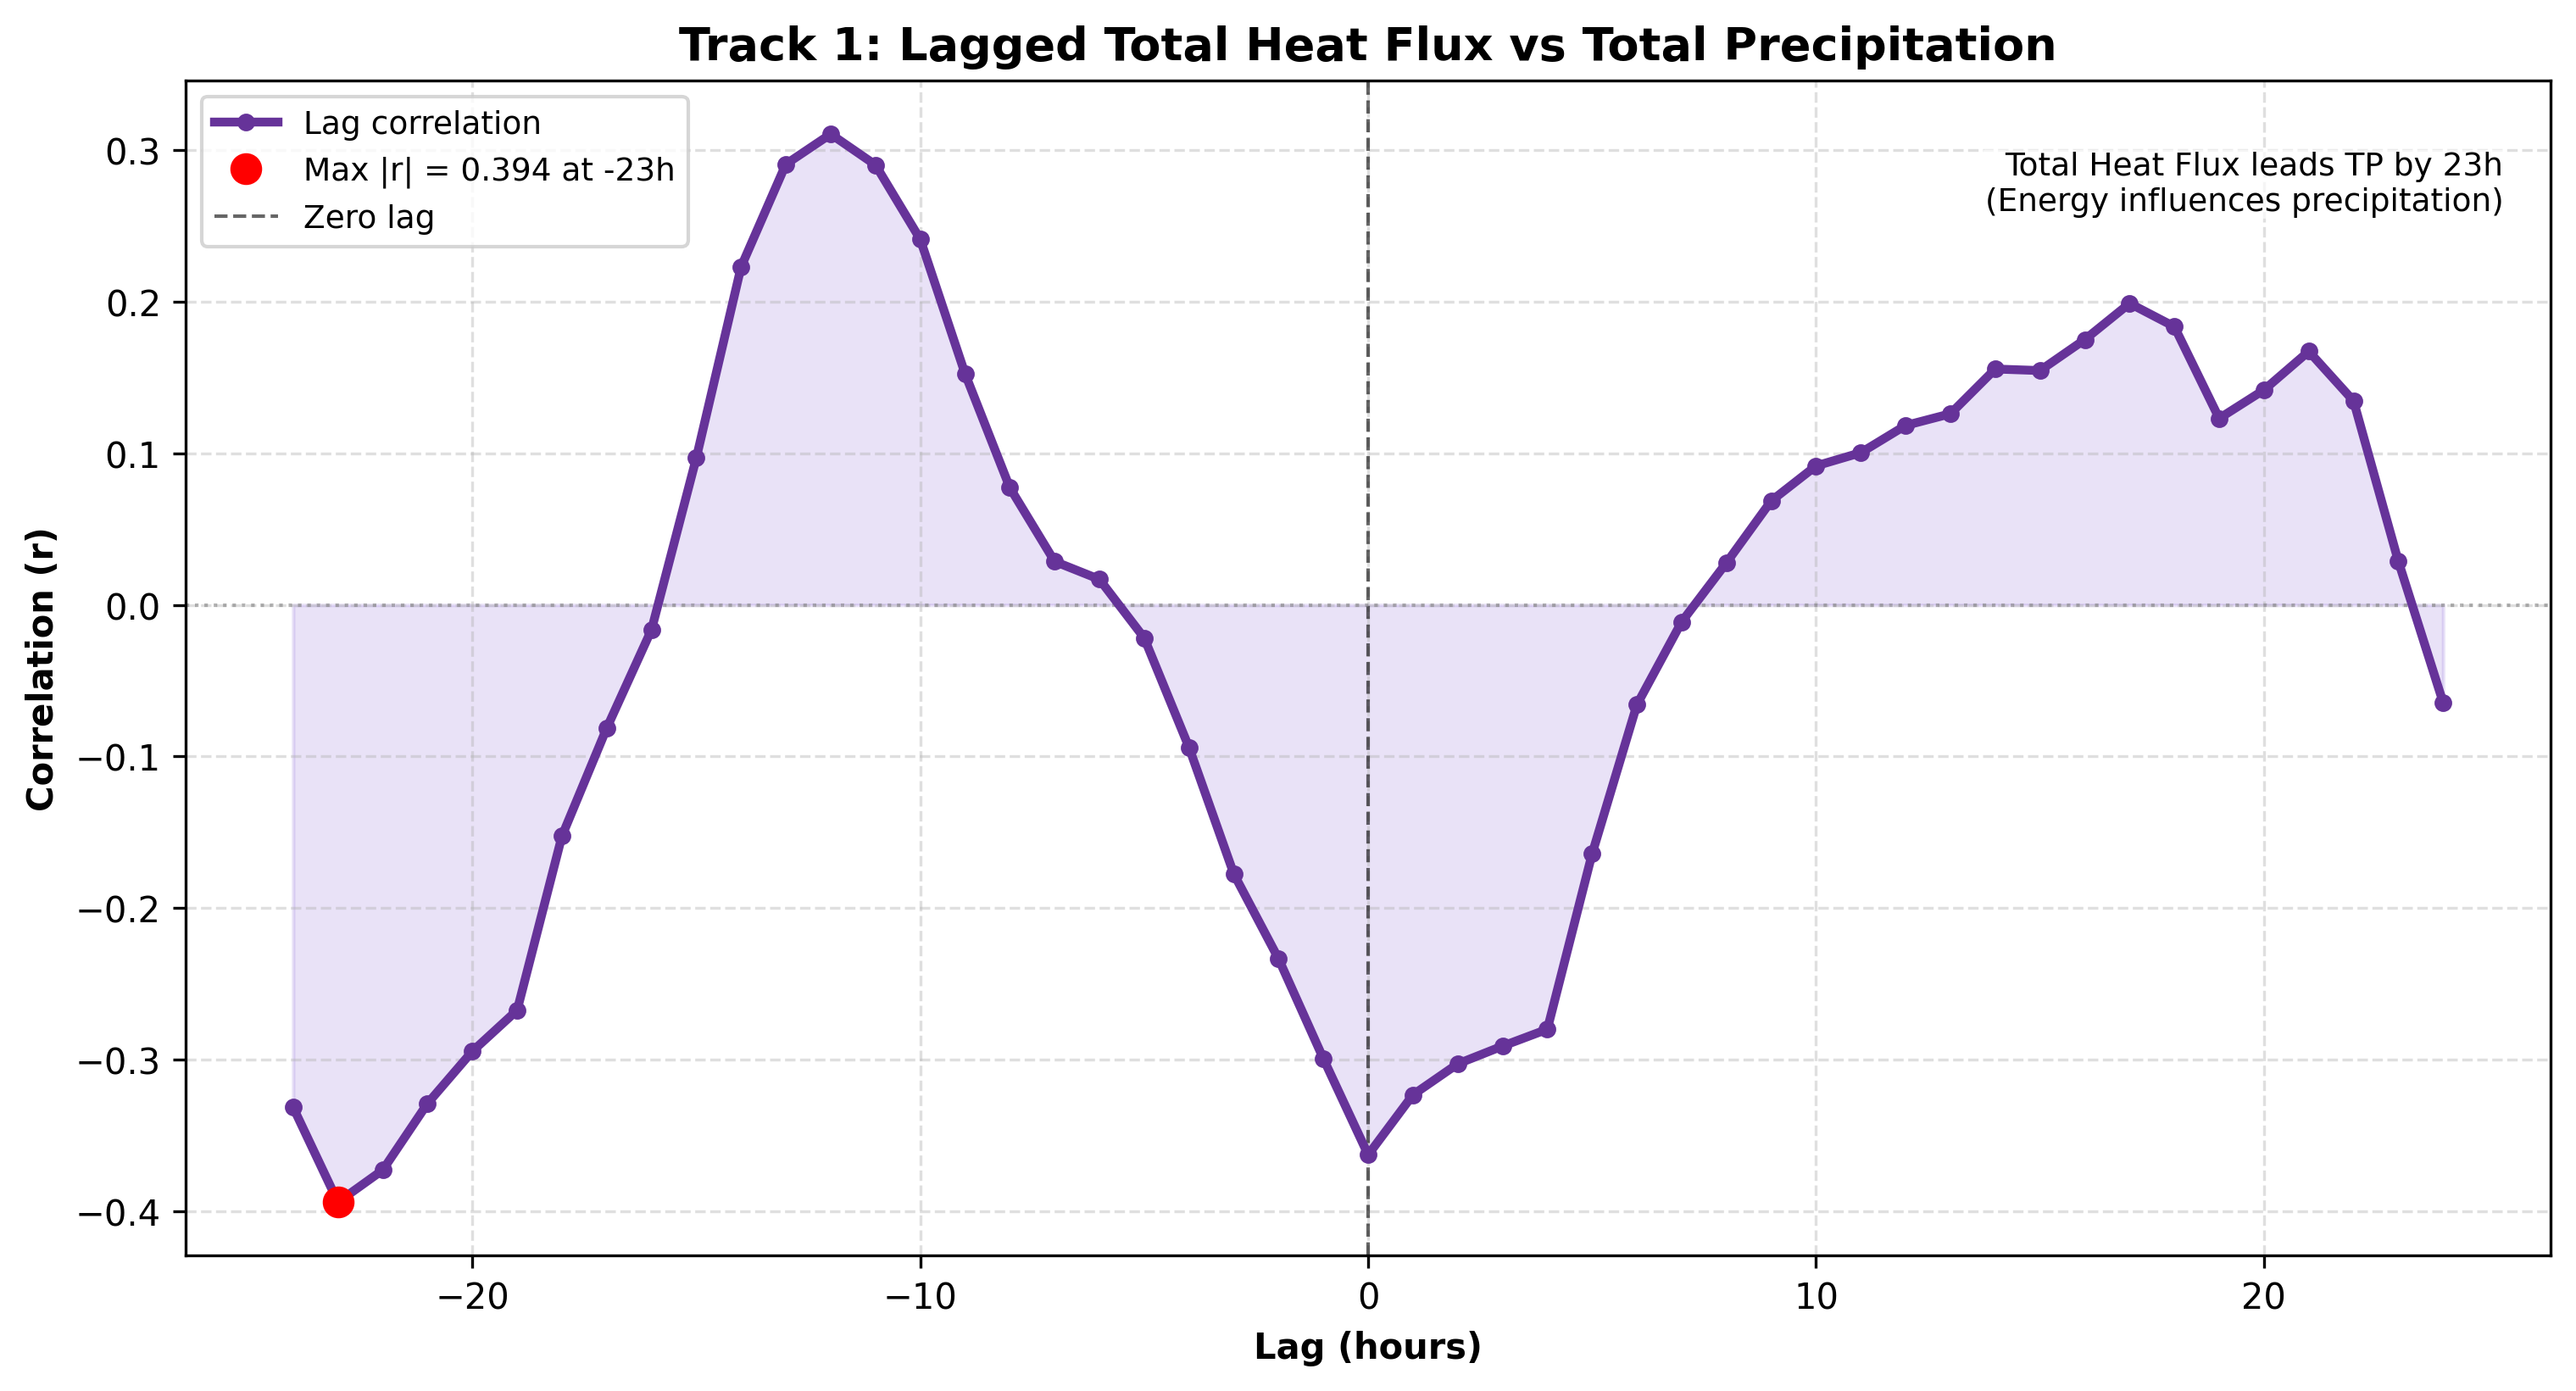 Track 1: Lagged Total Heat Flux vs Total Precipitation
Lag correlation
Max |r| = 0.394 at -23h
Zero lag
Total Heat Flux leads TP by 23h
(Energy influences precipitation)
Correlation (r)
0.3
0.2
0.1
0.0
−0.1
−0.2
−0.3
−0.4
−20
−10
0
10
20
Lag (hours)